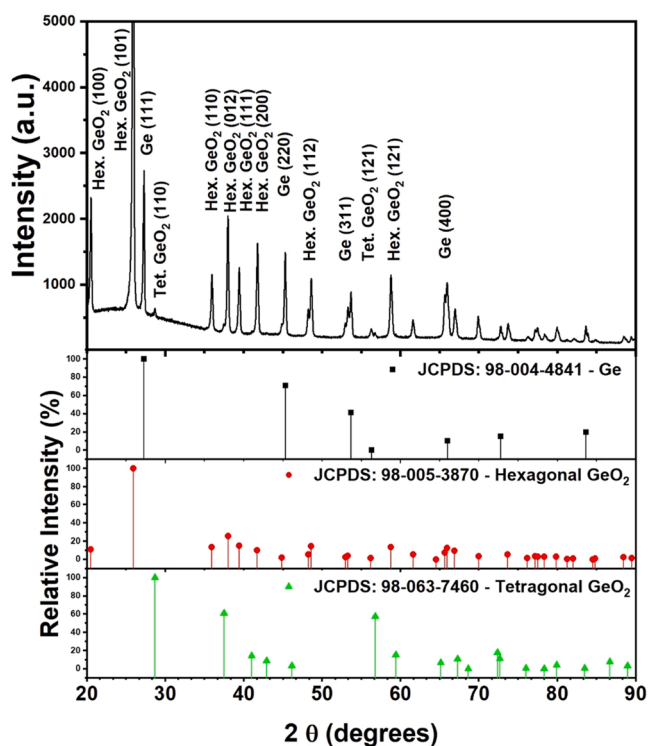 Intensity (a.u.)
5000
4000
3000
2000
1000
Hex. GeO₂ (100)
Hex. GeO₂ (101)
Ge (111)
Tet. GeO₂ (110)
Hex. GeO₂ (110)
Hex. GeO₂ (012)
Hex. GeO₂ (111)
Hex. GeO₂ (200)
Ge (220)
Hex. GeO₂ (112)
Ge (311)
Tet. GeO₂ (121)
Hex. GeO₂ (121)
Ge (400)
Relative Intensity (%)
100
80
60
40
20
0
JCPDS: 98-004-4841 - Ge
100
80
60
40
20
0
JCPDS: 98-005-3870 - Hexagonal GeO₂
100
80
60
40
20
0
JCPDS: 98-063-7460 - Tetragonal GeO₂
20 30 40 50 60 70 80 90
2 θ (degrees)